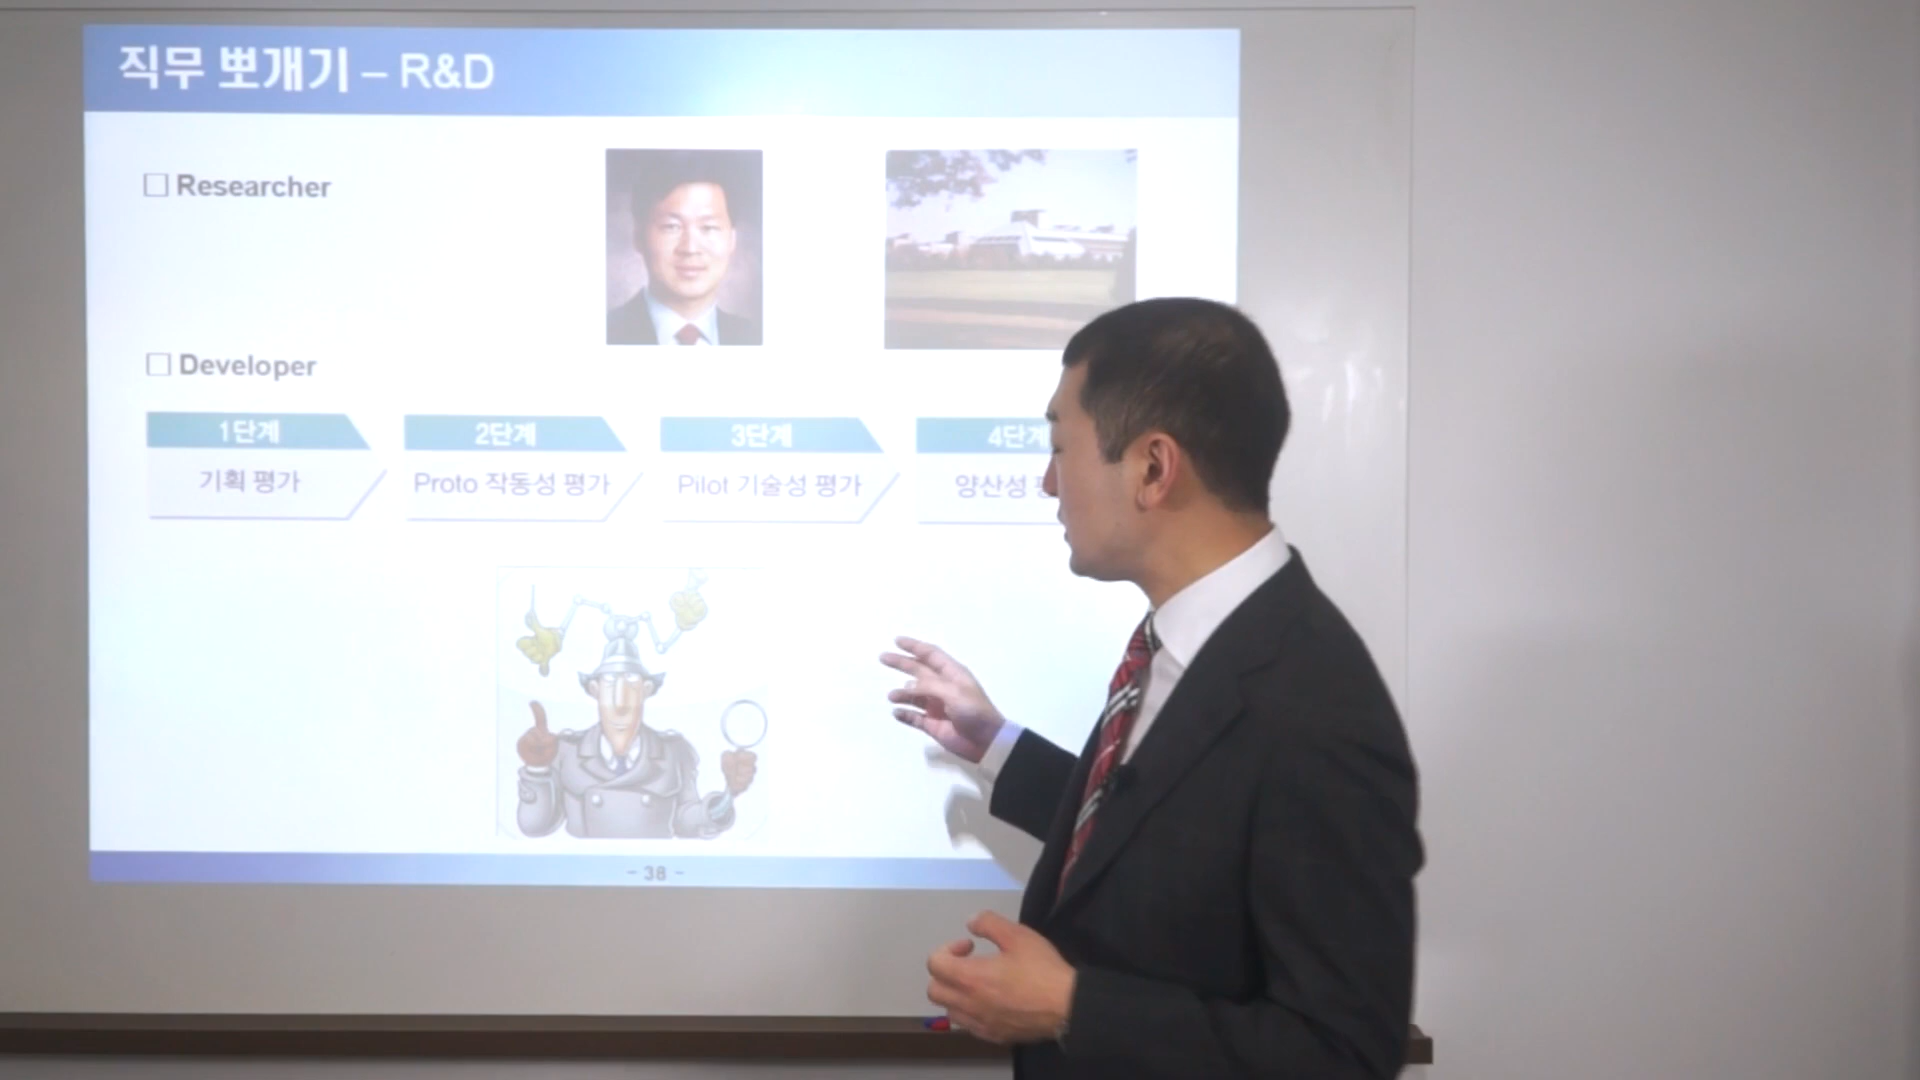 직무 뽀개기 – R&D
□ Researcher
□ Developer
1단계
2단계
3단계
4단계
기획 평가
Proto 작동성 평가
Pilot 기술성 평가
양산성
- 38 -